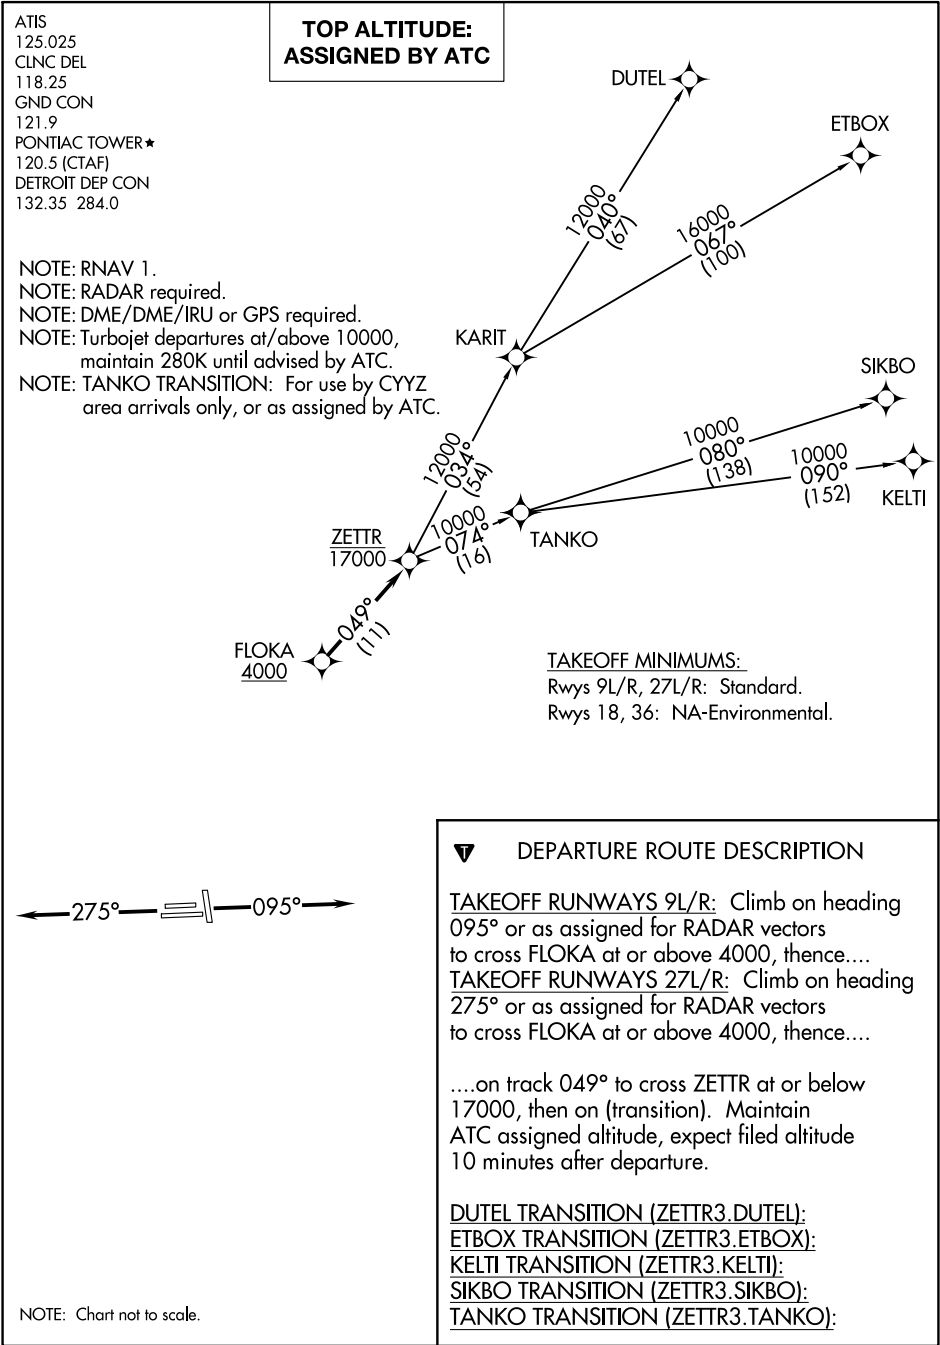 ATIS
125.025
CLNC DEL
118.25
GND CON
121.9
PONTIAC TOWER★
120.5 (CTAF)
DETROIT DEP CON
132.35 284.0
TOP ALTITUDE:
ASSIGNED BY ATC
NOTE: RNAV 1.
NOTE: RADAR required.
NOTE: DME/DME/IRU or GPS required.
NOTE: Turbojet departures at/above 10000,
maintain 280K until advised by ATC.
NOTE: TANKO TRANSITION: For use by CYYZ
area arrivals only, or as assigned by ATC.
DUTEL
ETBOX
12000
040°
(67)
16000
067°
(100)
KARIT
SIKBO
12000
034°
(54)
10000
080°
(138)
10000
090°
(152)
KELTI
ZETTR
17000
10000
074°
(16)
TANKO
049°
(11)
FLOKA
4000
TAKEOFF MINIMUMS:
Rwys 9L/R, 27L/R: Standard.
Rwys 18, 36: NA-Environmental.
275°
095°
T
DEPARTURE ROUTE DESCRIPTION
TAKEOFF RUNWAYS 9L/R: Climb on heading
095° or as assigned for RADAR vectors
to cross FLOKA at or above 4000, thence....
TAKEOFF RUNWAYS 27L/R: Climb on heading
275° or as assigned for RADAR vectors
to cross FLOKA at or above 4000, thence....
....on track 049° to cross ZETTR at or below
17000, then on (transition). Maintain
ATC assigned altitude, expect filed altitude
10 minutes after departure.
DUTEL TRANSITION (ZETTR3.DUTEL):
ETBOX TRANSITION (ZETTR3.ETBOX):
KELTI TRANSITION (ZETTR3.KELTI):
SIKBO TRANSITION (ZETTR3.SIKBO):
TANKO TRANSITION (ZETTR3.TANKO):
NOTE: Chart not to scale.